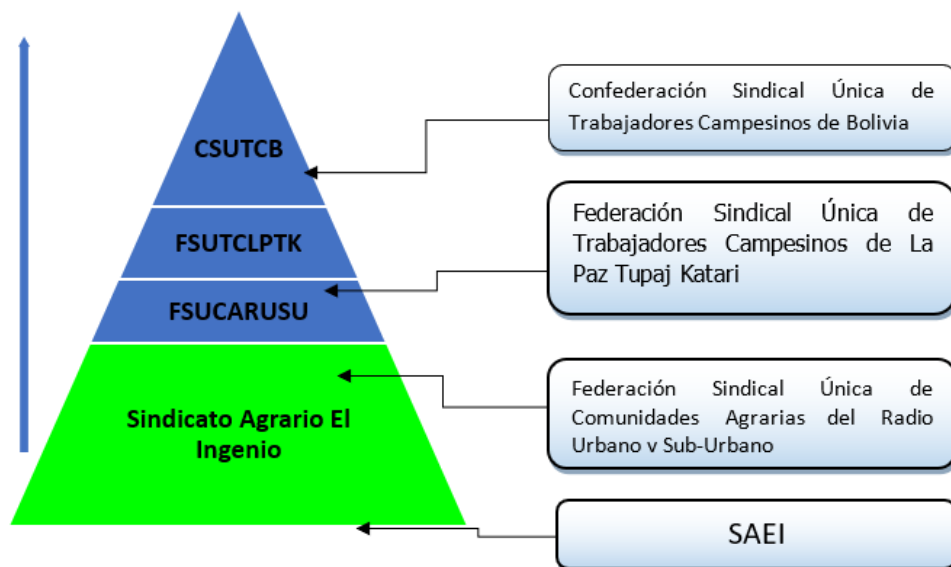 CSUTCB
FSUTCLPTK
FSUCARUSU
Sindicato Agrario El
Ingenio
Confederación Sindical Única de
Trabajadores Campesinos de Bolivia
Federación Sindical Única de
Trabajadores Campesinos de La
Paz Tupaj Katari
Federación Sindical Única de
Comunidades Agrarias del Radio
Urbano v Sub-Urbano
SAEI